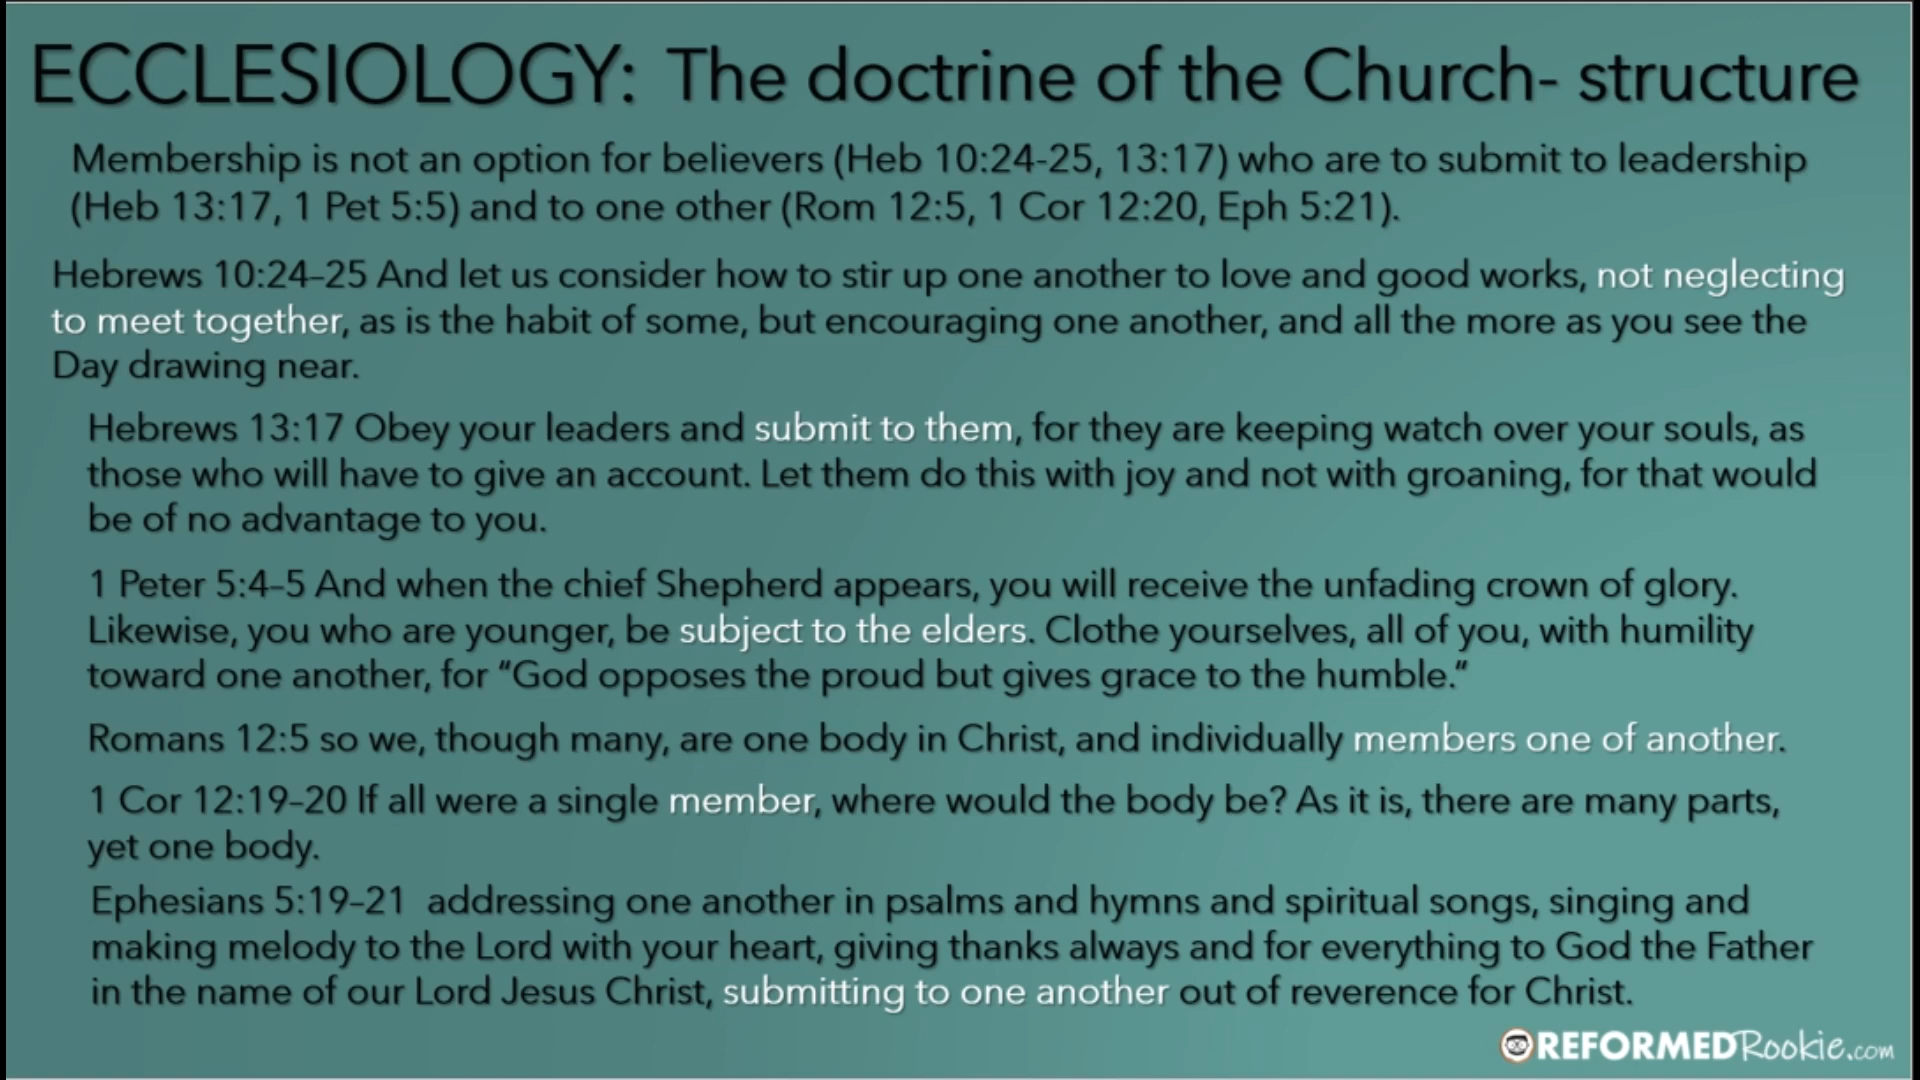 ECCLESIOLOGY: The doctrine of the Church- structure
Membership is not an option for believers (Heb 10:24-25, 13:17) who are to submit to leadership
(Heb 13:17, 1 Pet 5:5) and to one other (Rom 12:5, 1 Cor 12:20, Eph 5:21).
Hebrews 10:24–25 And let us consider how to stir up one another to love and good works, not neglecting
to meet together, as is the habit of some, but encouraging one another, and all the more as you see the
Day drawing near.
Hebrews 13:17 Obey your leaders and submit to them, for they are keeping watch over your souls, as
those who will have to give an account. Let them do this with joy and not with groaning, for that would
be of no advantage to you.
1 Peter 5:4–5 And when the chief Shepherd appears, you will receive the unfading crown of glory.
Likewise, you who are younger, be subject to the elders. Clothe yourselves, all of you, with humility
toward one another, for “God opposes the proud but gives grace to the humble.”
Romans 12:5 so we, though many, are one body in Christ, and individually members one of another.
1 Cor 12:19–20 If all were a single member, where would the body be? As it is, there are many parts,
yet one body.
Ephesians 5:19–21 addressing one another in psalms and hymns and spiritual songs, singing and
making melody to the Lord with your heart, giving thanks always and for everything to God the Father
in the name of our Lord Jesus Christ, submitting to one another out of reverence for Christ.
REFORMEDRookie.com